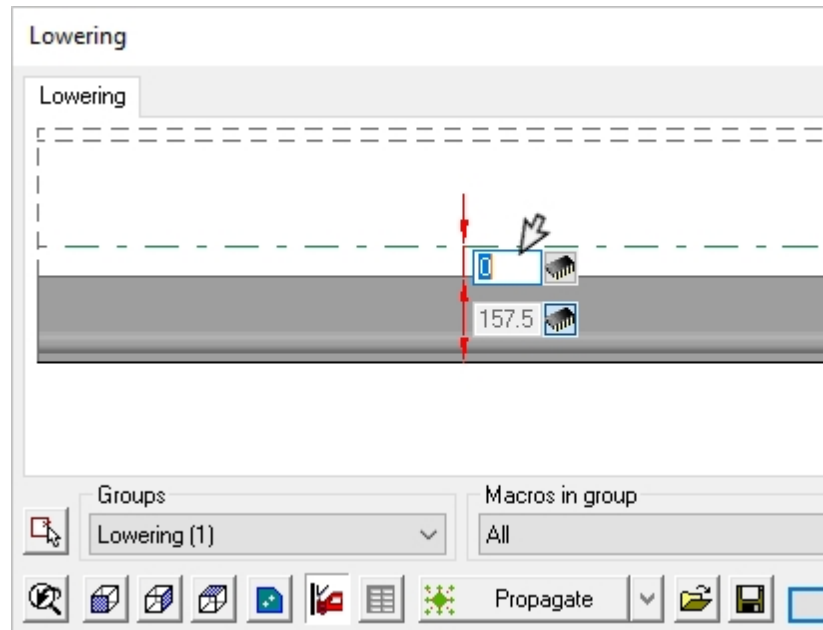 Lowering
Lowering
0
157.5
Groups
Macros in group
Lowering (1)
All
Propagate